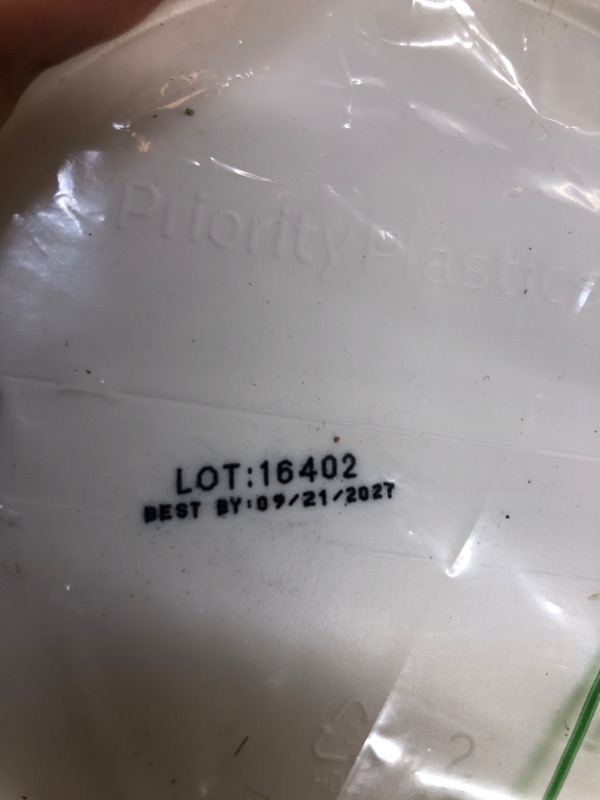 Priority Plastics
LOT:16402
BEST BY:09/21/2027
2